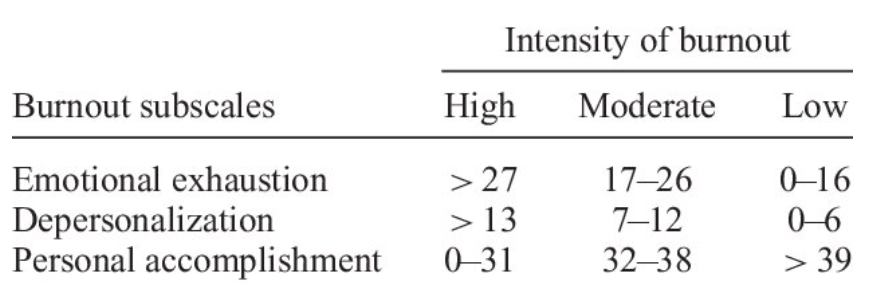 Intensity of burnout
Burnout subscales High Moderate Low
Emotional exhaustion > 27 17–26 0–16
Depersonalization > 13 7–12 0–6
Personal accomplishment 0–31 32–38 > 39